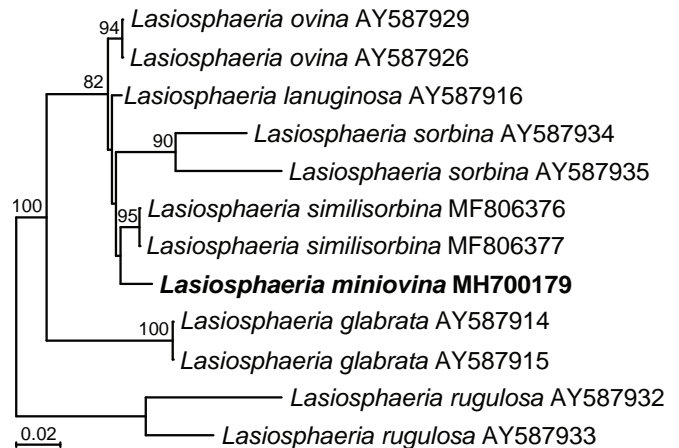 94 Lasiosphaeria ovina AY587929
Lasiosphaeria ovina AY587926
82 Lasiosphaeria lanuginosa AY587916
90 Lasiosphaeria sorbina AY587934
Lasiosphaeria sorbina AY587935
100 95 Lasiosphaeria similisorbina MF806376
Lasiosphaeria similisorbina MF806377
Lasiosphaeria miniovina MH700179
100 Lasiosphaeria glabrata AY587914
Lasiosphaeria glabrata AY587915
Lasiosphaeria rugulosa AY587932
0.02 Lasiosphaeria rugulosa AY587933